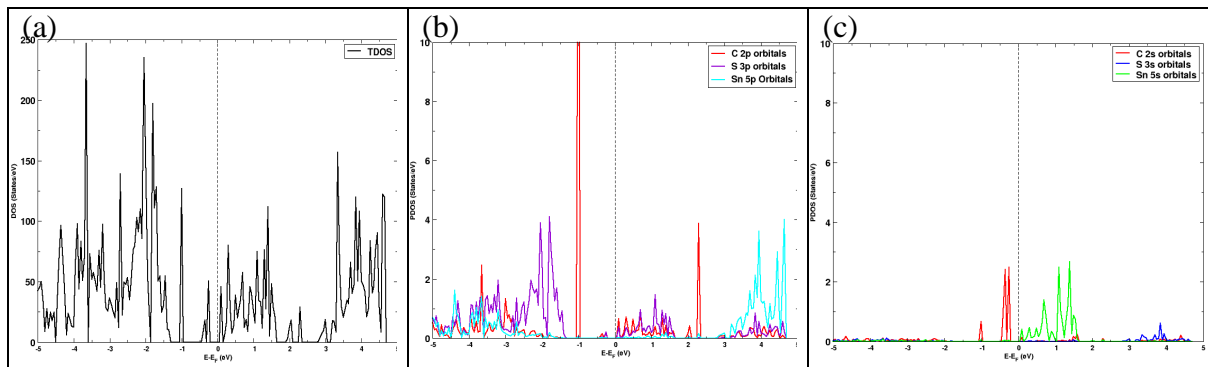 (a)
TDOS
250
200
150
100
50
0
DOS (States/eV)
-5 -4 -3 -2 -1 0 1 2 3 4 5
E-E_F (eV)
(b)
C 2p orbitals
S 3p orbitals
Sn 5p Orbitals
10
8
6
4
2
0
PDOS (States/eV)
-5 -4 -3 -2 -1 0 1 2 3 4 5
E-E_F (eV)
(c)
C 2s orbitals
S 3s orbitals
Sn 5s orbitals
10
8
6
4
2
0
PDOS (States/eV)
-5 -4 -3 -2 -1 0 1 2 3 4 5
E-E_F (eV)